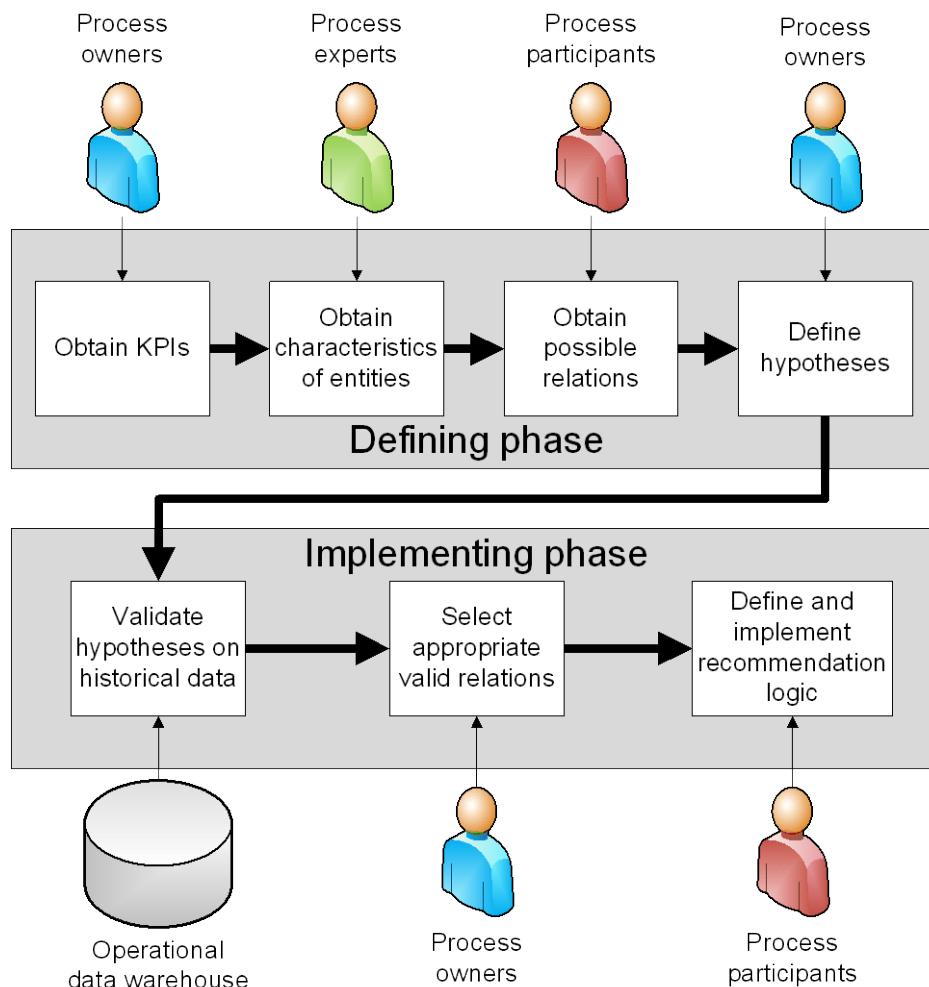 Process
owners
Process
experts
Process
participants
Process
owners
Obtain KPIs
Obtain
characteristics
of entities
Obtain
possible
relations
Define
hypotheses
Defining phase
Implementing phase
Validate
hypotheses on
historical data
Select
appropriate
valid relations
Define and
implement
recommendation
logic
Operational
data warehouse
Process
owners
Process
participants